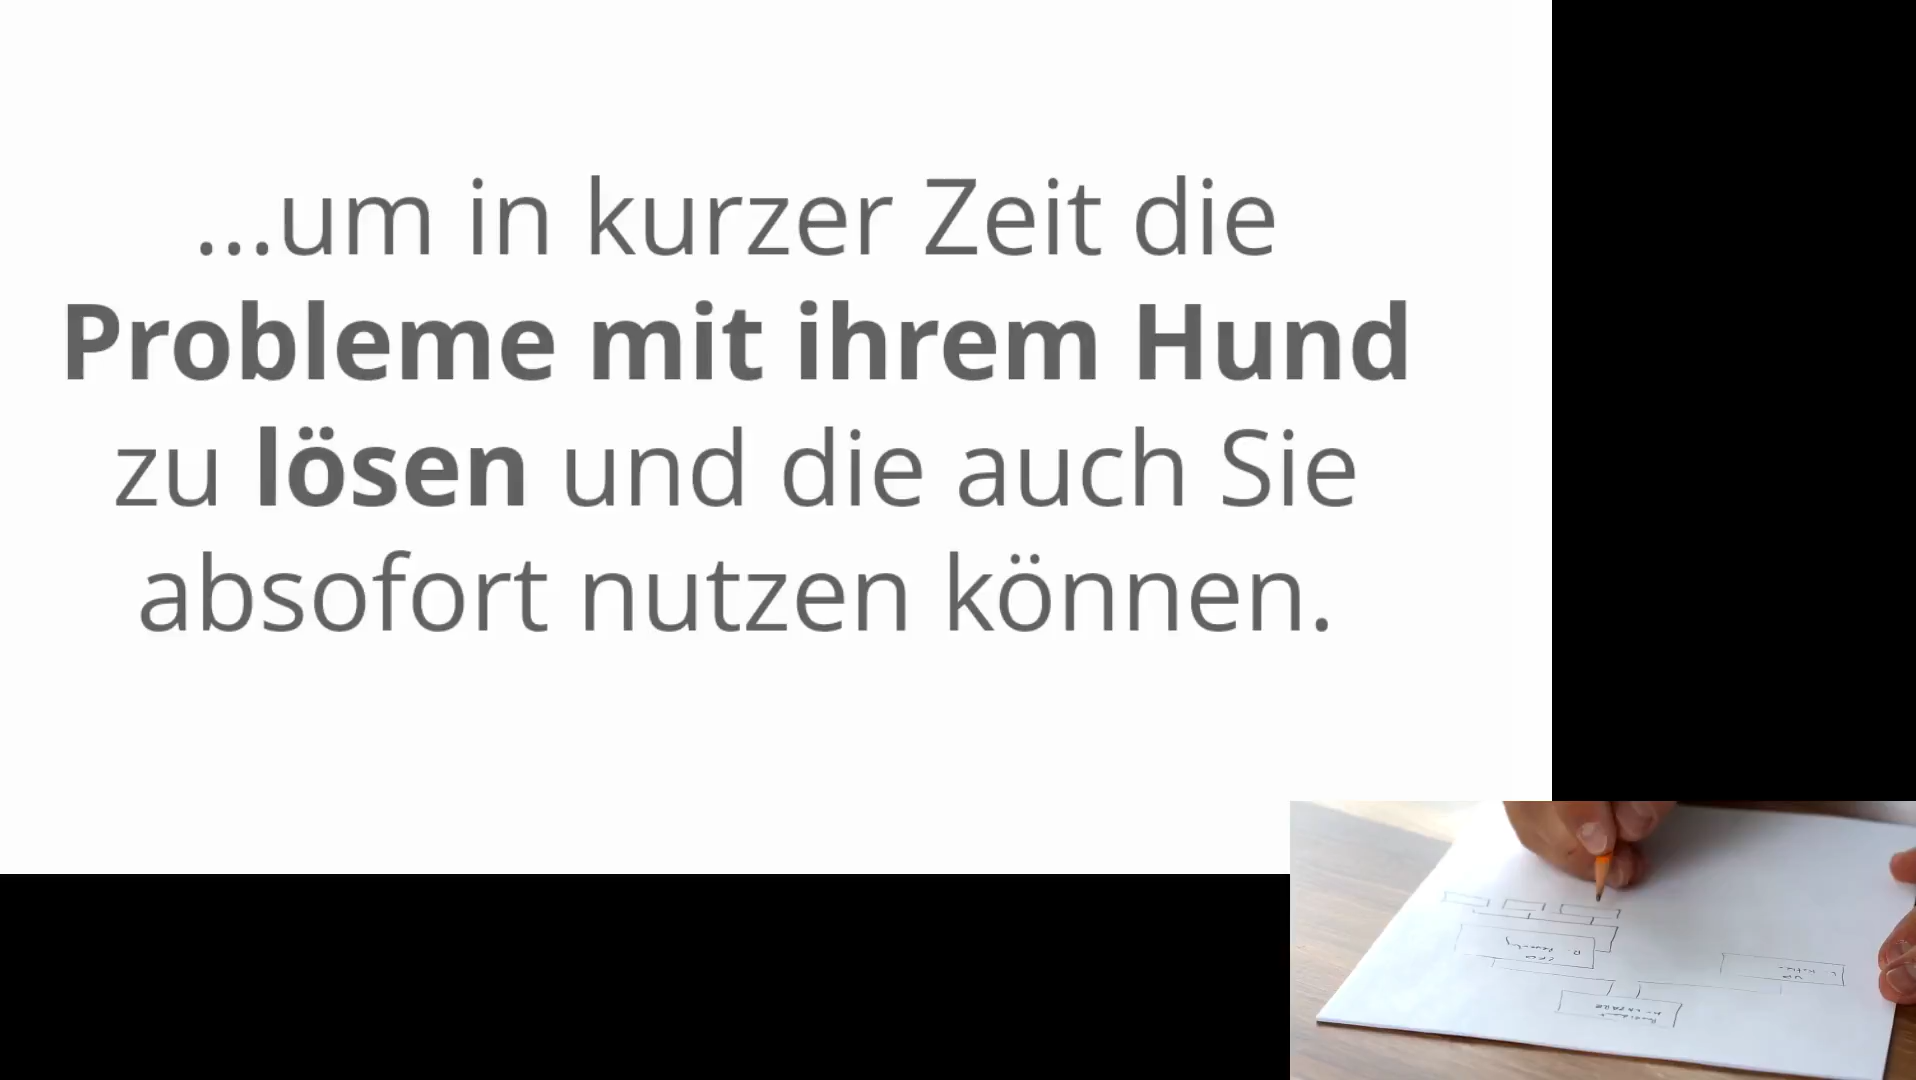 ...um in kurzer Zeit die
Probleme mit ihrem Hund
zu lösen und die auch Sie
absofort nutzen können.